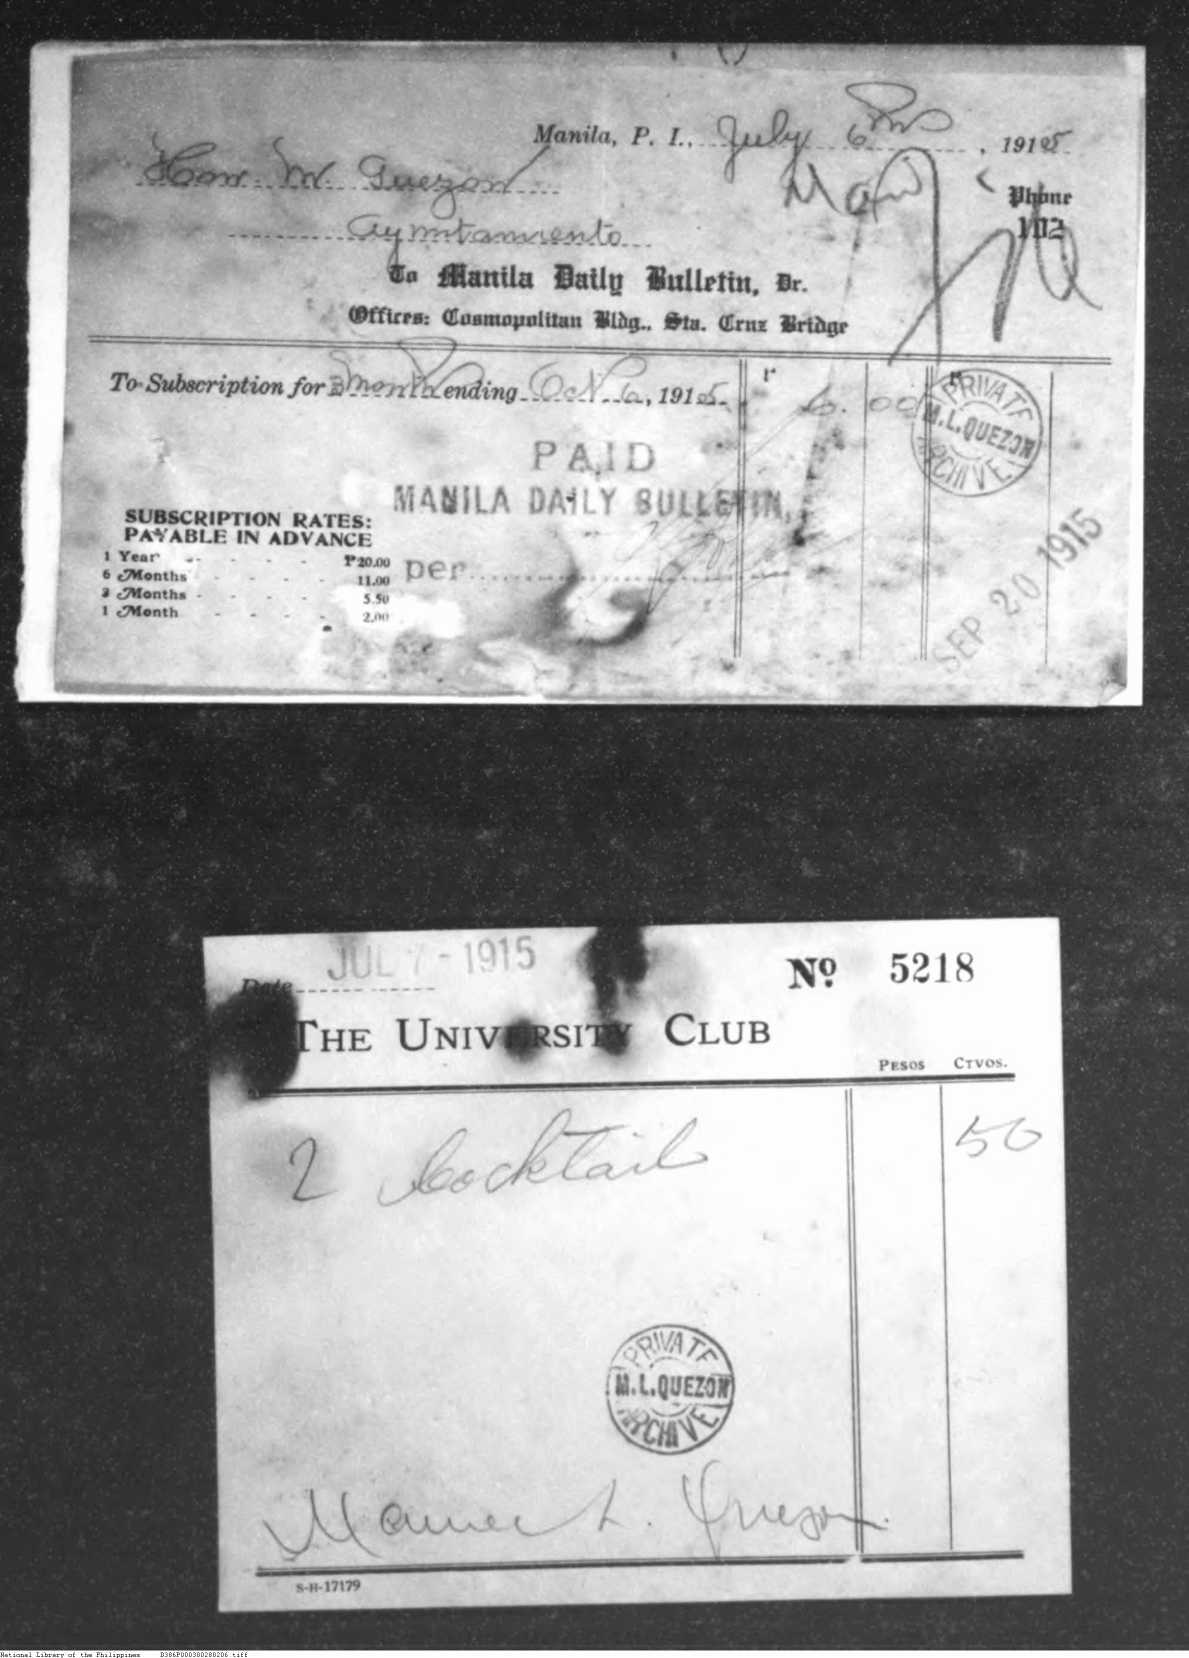 Manila, P. I., July 6 , 1915
Hon. M. Quezon
Phone
102
Ayuntamiento
To Manila Daily Bulletin, Dr.
Offices: Cosmopolitan Bldg., Sta. Cruz Bridge
To Subscription for 3 months ending Oct. 6, 1915. 6. 00
PRIVATE
M.L.QUEZON
ARCHIVE
PAID
MANILA DAILY BULLETIN,
per
SEP 20 1915
SUBSCRIPTION RATES:
PAYABLE IN ADVANCE
1 Year - - - - ₱20.00
6 Months - - - 11.00
3 Months - - - - 5.50
1 Month - - - - 2.00
JUL 7 - 1915
Date
No 5218
THE UNIVERSITY CLUB
PESOS CTVOS.
2 Cocktail 50
PRIVATE
M.L.QUEZON
ARCHIVE
Manuel L. Quezon.
S-H-17179
National Library of the Philippines D386P000300280206.tiff